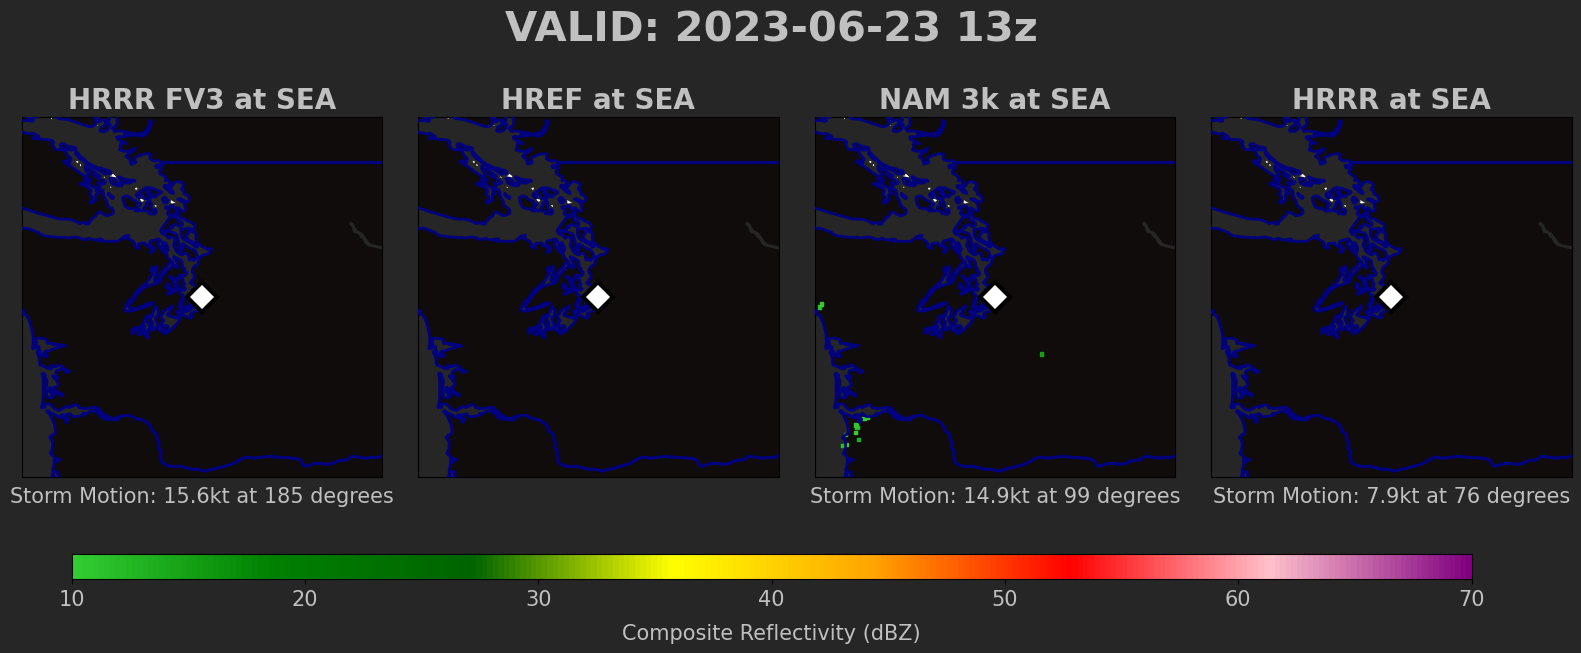 VALID: 2023-06-23 13z
HRRR FV3 at SEA
HREF at SEA
NAM 3k at SEA
HRRR at SEA
Storm Motion: 15.6kt at 185 degrees
Storm Motion: 14.9kt at 99 degrees
Storm Motion: 7.9kt at 76 degrees
10 20 30 40 50 60 70
Composite Reflectivity (dBZ)